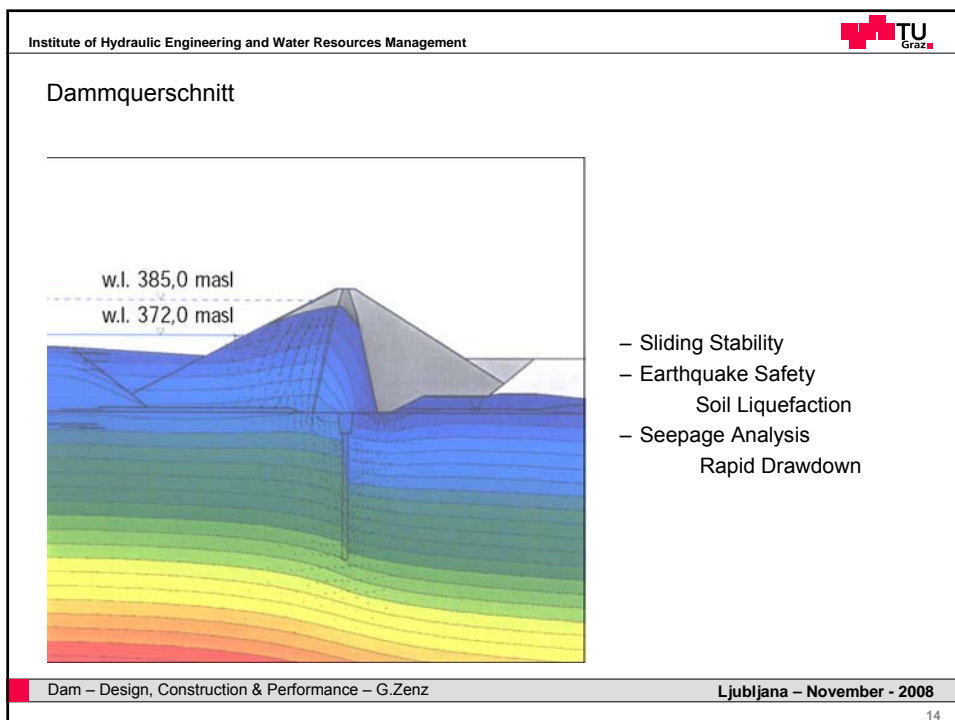 Institute of Hydraulic Engineering and Water Resources Management
TU
Graz
Dammquerschnitt
w.l. 385,0 masl
w.l. 372,0 masl
– Sliding Stability
– Earthquake Safety
Soil Liquefaction
– Seepage Analysis
Rapid Drawdown
Dam – Design, Construction & Performance – G.Zenz
Ljubljana – November - 2008
14